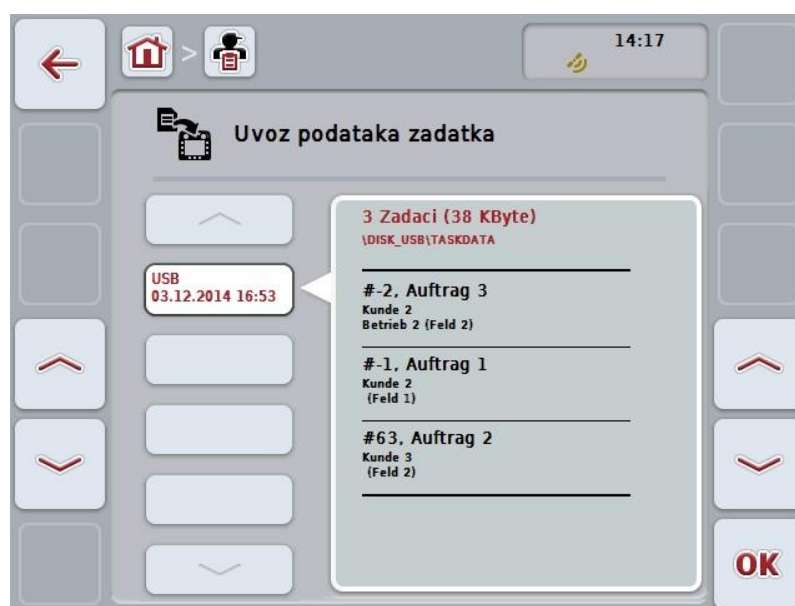 14:17
>
Uvoz podataka zadatka
USB
03.12.2014 16:53
3 Zadaci (38 KByte)
\DISK_USB\TASKDATA
#-2, Auftrag 3
Kunde 2
Betrieb 2 (Feld 2)
#-1, Auftrag 1
Kunde 2
(Feld 1)
#63, Auftrag 2
Kunde 3
(Feld 2)
OK